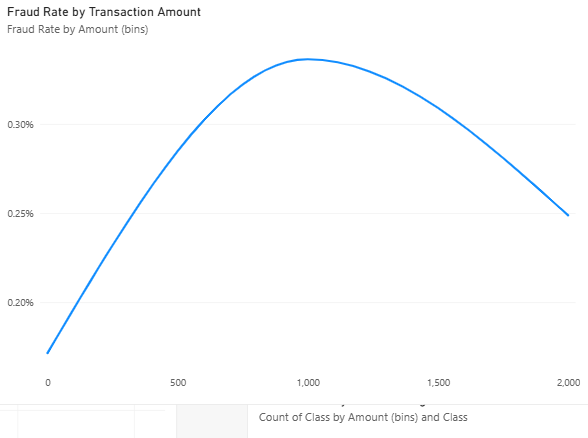 Fraud Rate by Transaction Amount
Fraud Rate by Amount (bins)
0.30%
0.25%
0.20%
0 500 1,000 1,500 2,000
Count of Class by Amount (bins) and Class